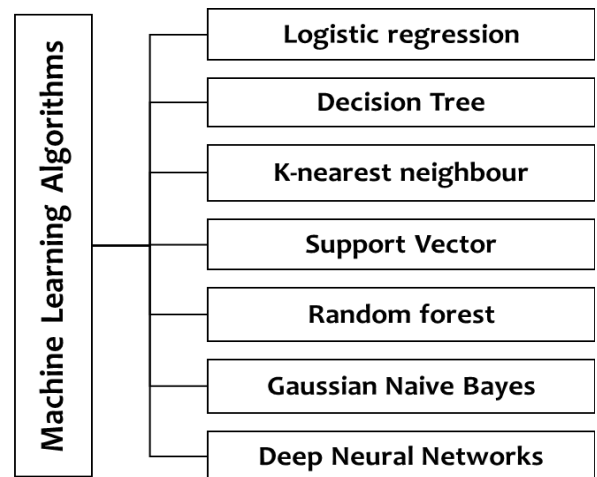 Machine Learning Algorithms
Logistic regression
Decision Tree
K-nearest neighbour
Support Vector
Random forest
Gaussian Naive Bayes
Deep Neural Networks